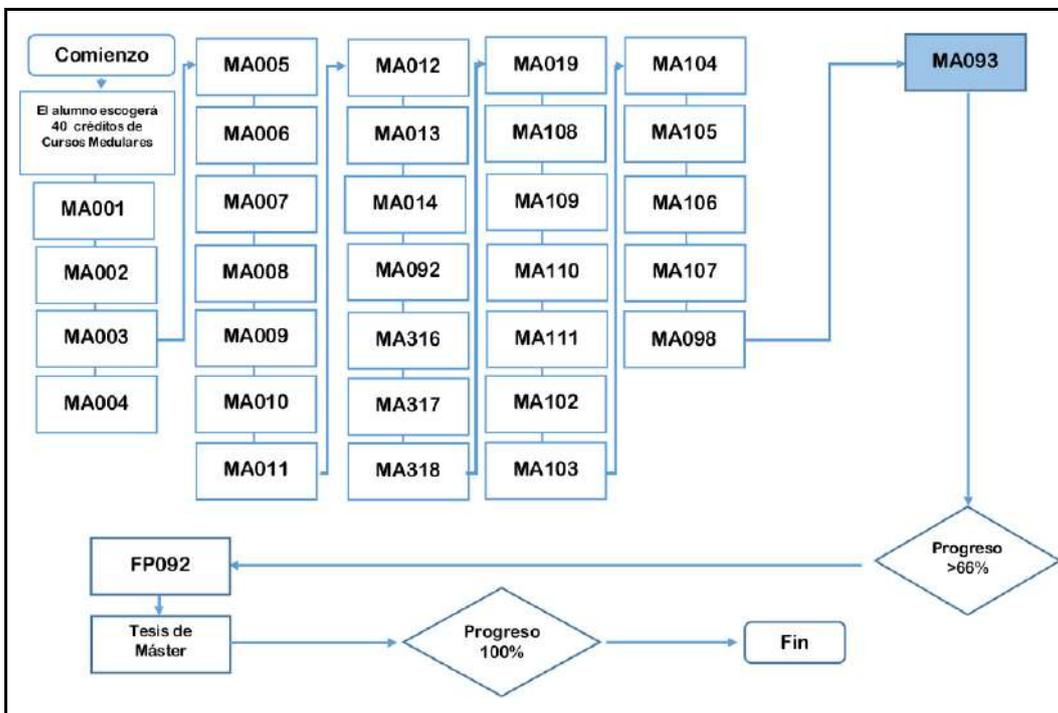 Comienzo
El alumno escogerá
40 créditos de
Cursos Medulares
MA001
MA002
MA003
MA004
MA005
MA006
MA007
MA008
MA009
MA010
MA011
MA012
MA013
MA014
MA092
MA316
MA317
MA318
MA019
MA108
MA109
MA110
MA111
MA102
MA103
MA104
MA105
MA106
MA107
MA098
MA093
Progreso
>66%
FP092
Tesis de
Máster
Progreso
100%
Fin